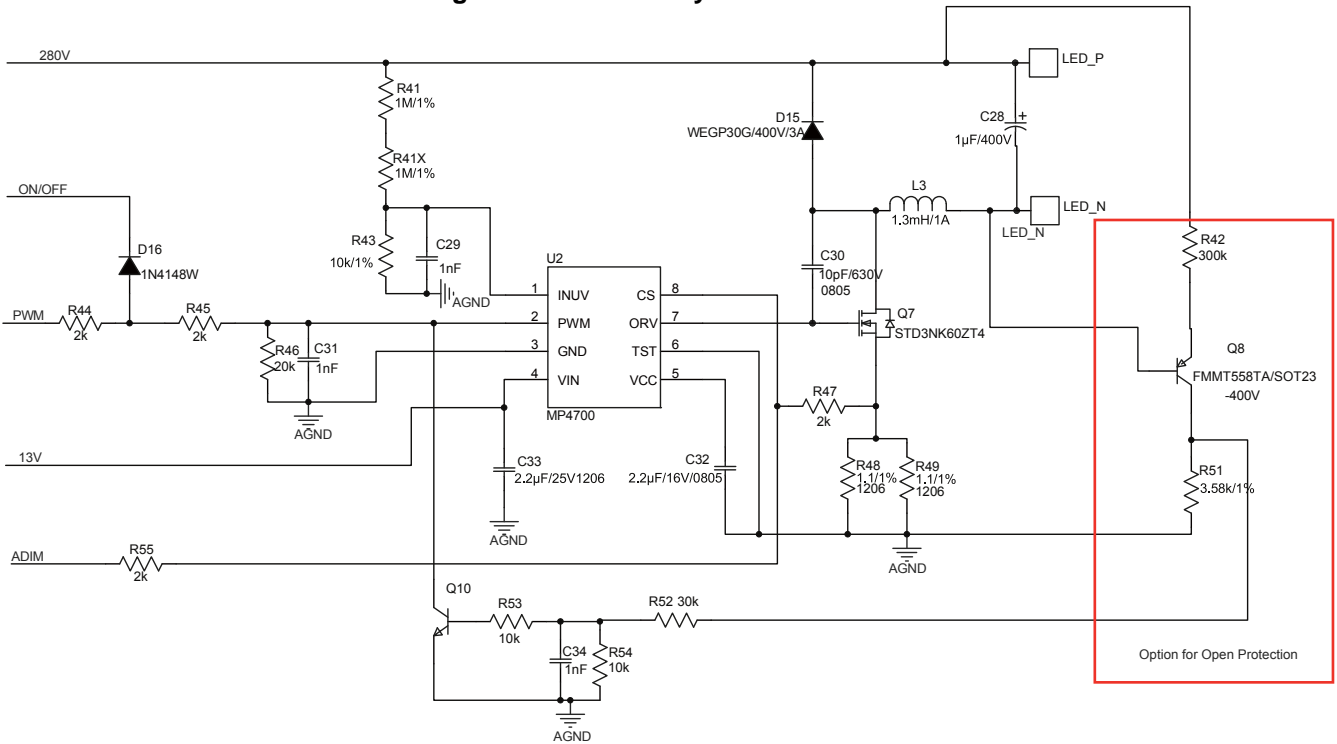 280V
LED_P
R41
1M/1%
D15
WEGP30G/400V/3A
C28
+
1µF/400V
R41X
1M/1%
ON/OFF
L3
1.3mH/1A
LED_N
LED_N
R42
300k
D16
1N4148W
R43
10k/1%
C29
1nF
AGND
U2
C30
10pF/630V
0805
1 INUV CS 8
2 PWM ORV 7
3 GND TST 6
4 VIN VCC 5
MP4700
Q7
STD3NK60ZT4
PWM
R44
2k
R45
2k
R46
20k
C31
1nF
AGND
Q8
FMMT558TA/SOT23
-400V
R47
2k
13V
C33
2.2µF/25V1206
AGND
C32
2.2µF/16V/0805
R48
1.1/1%
1206
R49
1.1/1%
1206
AGND
R51
3.58k/1%
ADIM
R55
2k
Q10
R53
10k
R52 30k
C34
1nF
R54
10k
AGND
Option for Open Protection